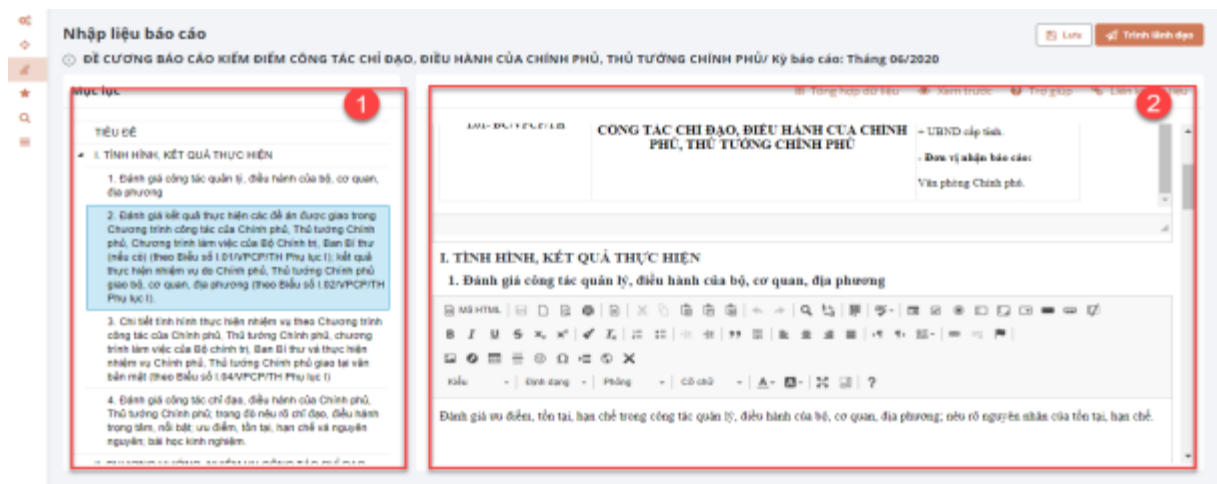 Nhập liệu báo cáo
Lưu
Trình lãnh đạo
ĐỀ CƯƠNG BÁO CÁO KIỂM ĐIỂM CÔNG TÁC CHỈ ĐẠO, ĐIỀU HÀNH CỦA CHÍNH PHỦ, THỦ TƯỚNG CHÍNH PHỦ/ Kỳ báo cáo: Tháng 06/2020
Mục lục
1
TIÊU ĐỀ
I. TÌNH HÌNH, KẾT QUẢ THỰC HIỆN
1. Đánh giá công tác quản lý, điều hành của bộ, cơ quan,
địa phương
2. Đánh giá kết quả thực hiện các đề án được giao trong
Chương trình công tác của Chính phủ, Thủ tướng Chính
phủ, Chương trình làm việc của Bộ Chính trị, Ban Bí thư
(nếu có) (theo Biểu số I.01/VPCP/TH Phụ lục I); kết quả
thực hiện nhiệm vụ do Chính phủ, Thủ tướng Chính phủ
giao bộ, cơ quan, địa phương (theo Biểu số I.02/VPCP/TH
Phụ lục I).
3. Chi tiết tình hình thực hiện nhiệm vụ theo Chương trình
công tác của Chính phủ, Thủ tướng Chính phủ, chương
trình làm việc của Bộ chính trị, Ban Bí thư và thực hiện
nhiệm vụ Chính phủ, Thủ tướng Chính phủ giao tại văn
bản mật (theo Biểu số I.04/VPCP/TH Phụ lục I)
4. Đánh giá công tác chỉ đạo, điều hành của Chính phủ,
Thủ tướng Chính phủ; trong đó nêu rõ chỉ đạo, điều hành
trọng tâm, nổi bật; ưu điểm, tồn tại, hạn chế và nguyên
nguyên; bài học kinh nghiệm.
Tổng hợp dữ liệu
Xem trước
Trợ giúp
Liên
2
CÔNG TÁC CHỈ ĐẠO, ĐIỀU HÀNH CỦA CHÍNH
PHỦ, THỦ TƯỚNG CHÍNH PHỦ
- UBND cấp tỉnh.
- Đơn vị nhận báo cáo:
Văn phòng Chính phủ.
I. TÌNH HÌNH, KẾT QUẢ THỰC HIỆN
1. Đánh giá công tác quản lý, điều hành của bộ, cơ quan, địa phương
Mã HTML
Kiểu
Định dạng
Phông
Cỡ chữ
Đánh giá ưu điểm, tồn tại, hạn chế trong công tác quản lý, điều hành của bộ, cơ quan, địa phương; nêu rõ nguyên nhân của tồn tại, hạn chế.